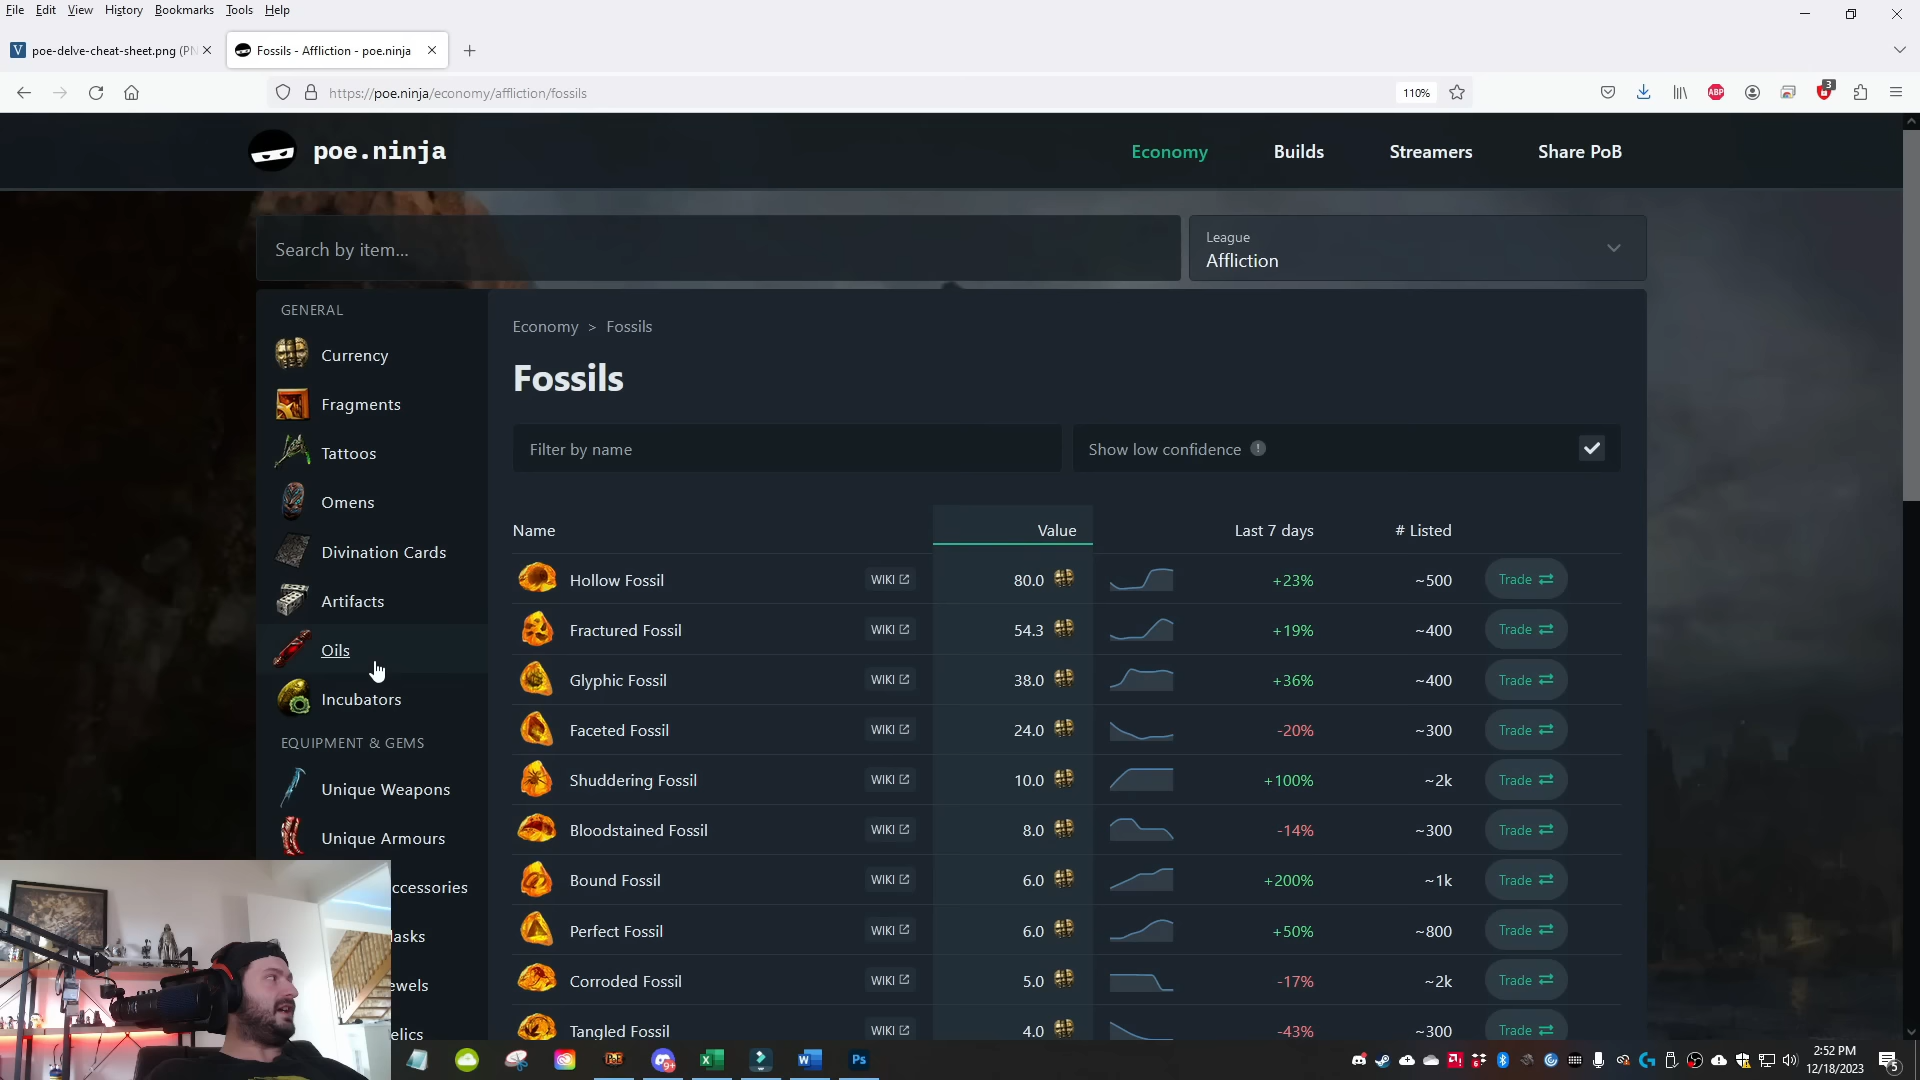 File Edit View History Bookmarks Tools Help
poe-delve-cheat-sheet.png (PN
Fossils - Affliction - poe.ninja
https://poe.ninja/economy/affliction/fossils
110%
ABP
3
poe.ninja
Economy
Builds
Streamers
Share PoB
Search by item...
League
Affliction
GENERAL
Currency
Fragments
Tattoos
Omens
Divination Cards
Artifacts
Oils
Incubators
EQUIPMENT & GEMS
Unique Weapons
Unique Armours
ccessories
lasks
ewels
elics
Economy > Fossils
Fossils
Filter by name
Show low confidence
Name Value Last 7 days # Listed
Hollow Fossil WIKI 80.0 +23% ~500 Trade
Fractured Fossil WIKI 54.3 +19% ~400 Trade
Glyphic Fossil WIKI 38.0 +36% ~400 Trade
Faceted Fossil WIKI 24.0 -20% ~300 Trade
Shuddering Fossil WIKI 10.0 +100% ~2k Trade
Bloodstained Fossil WIKI 8.0 -14% ~300 Trade
Bound Fossil WIKI 6.0 +200% ~1k Trade
Perfect Fossil WIKI 6.0 +50% ~800 Trade
Corroded Fossil WIKI 5.0 -17% ~2k Trade
Tangled Fossil WIKI 4.0 -43% ~300 Trade
Ps
2:52 PM
12/18/2023
5